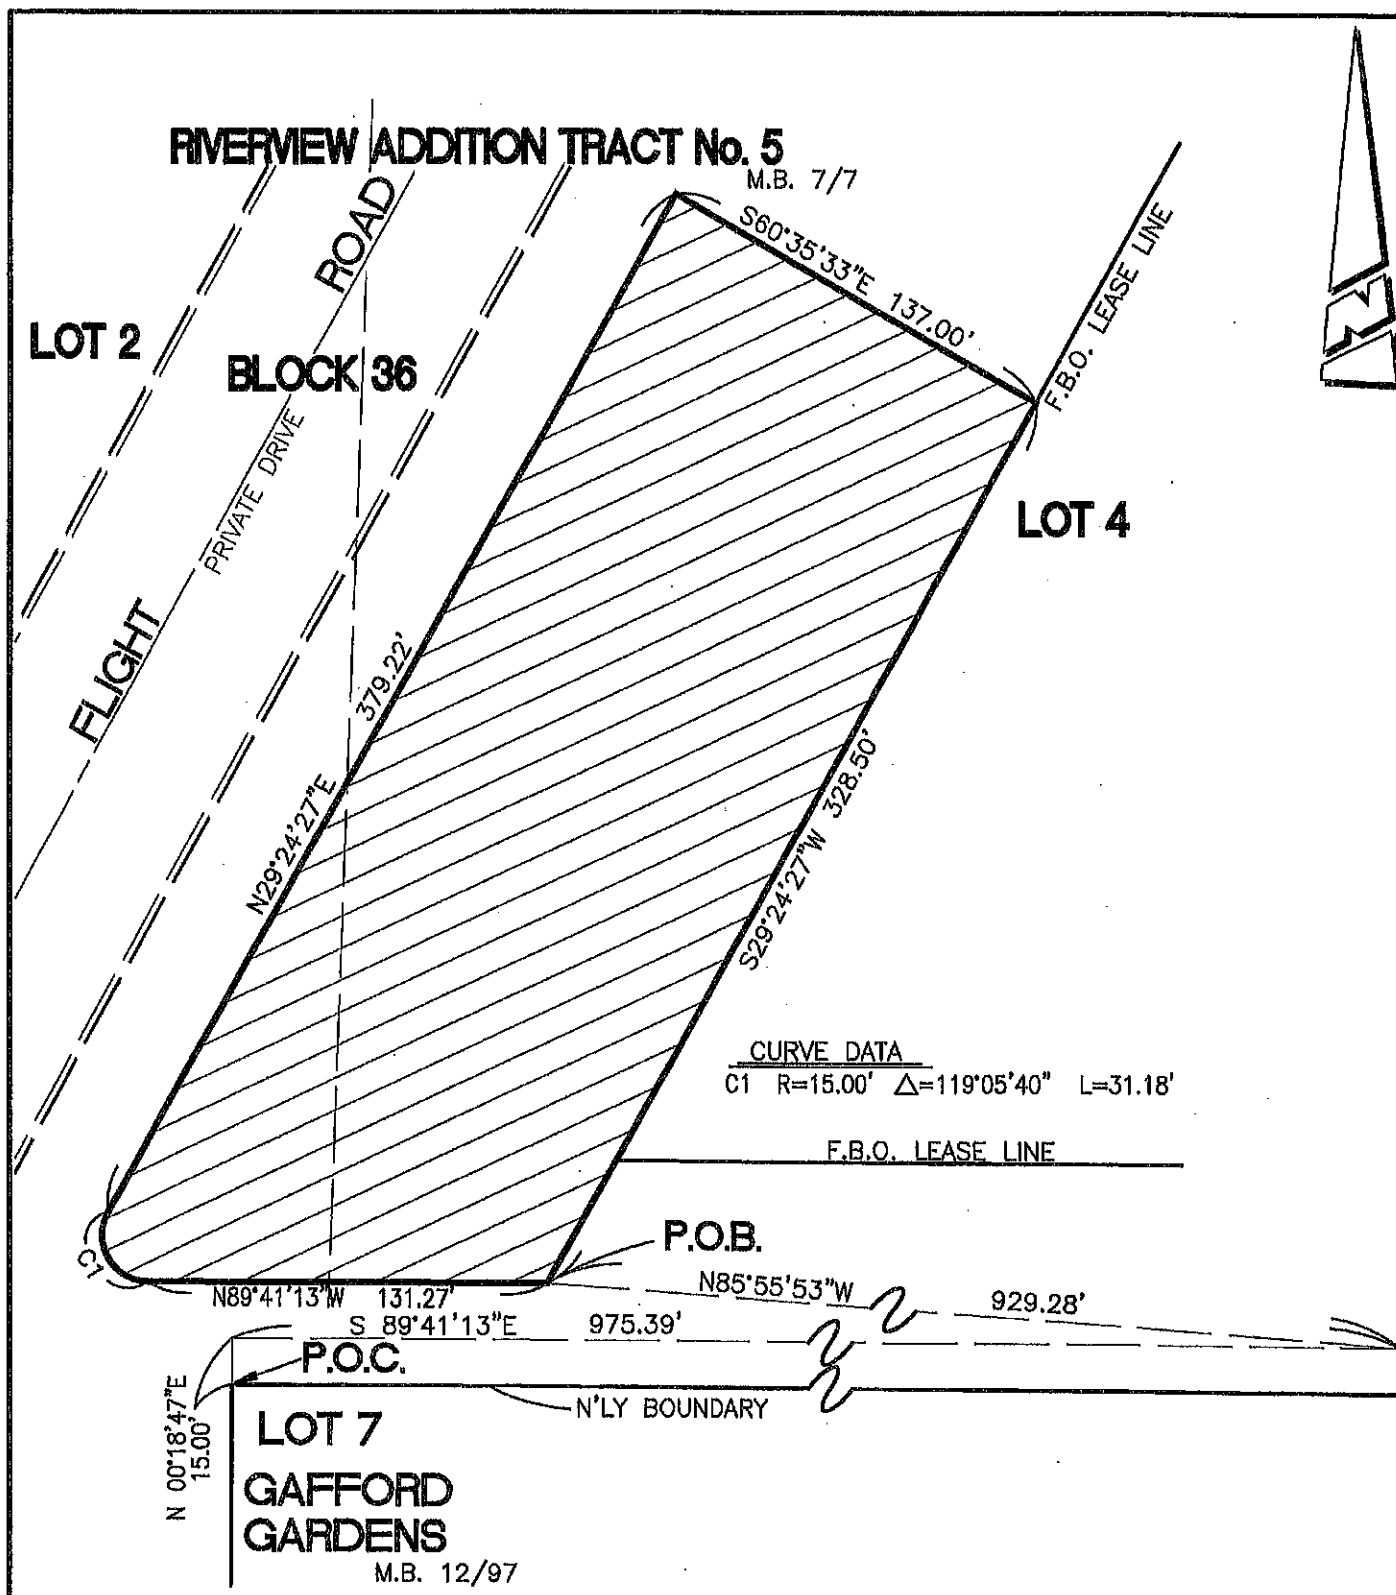 RIVERVIEW ADDITION TRACT No. 5
M.B. 7/7
S60°35'33"E 137.00'
F.B.O. LEASE LINE
N
LOT 2
ROAD
BLOCK 36
PRIVATE DRIVE
FLIGHT
LOT 4
379.22'
N29°24'27"E
S29°24'27"W 328.50'
CURVE DATA
C1 R=15.00' △=119°05'40" L=31.18'
F.B.O. LEASE LINE
C1
P.O.B.
N89°41'13"W 131.27'
N85°55'53"W 929.28'
S 89°41'13"E 975.39'
P.O.C.
N'LY BOUNDARY
N 00°18'47"E
15.00'
LOT 7
GAFFORD
GARDENS
M.B. 12/97